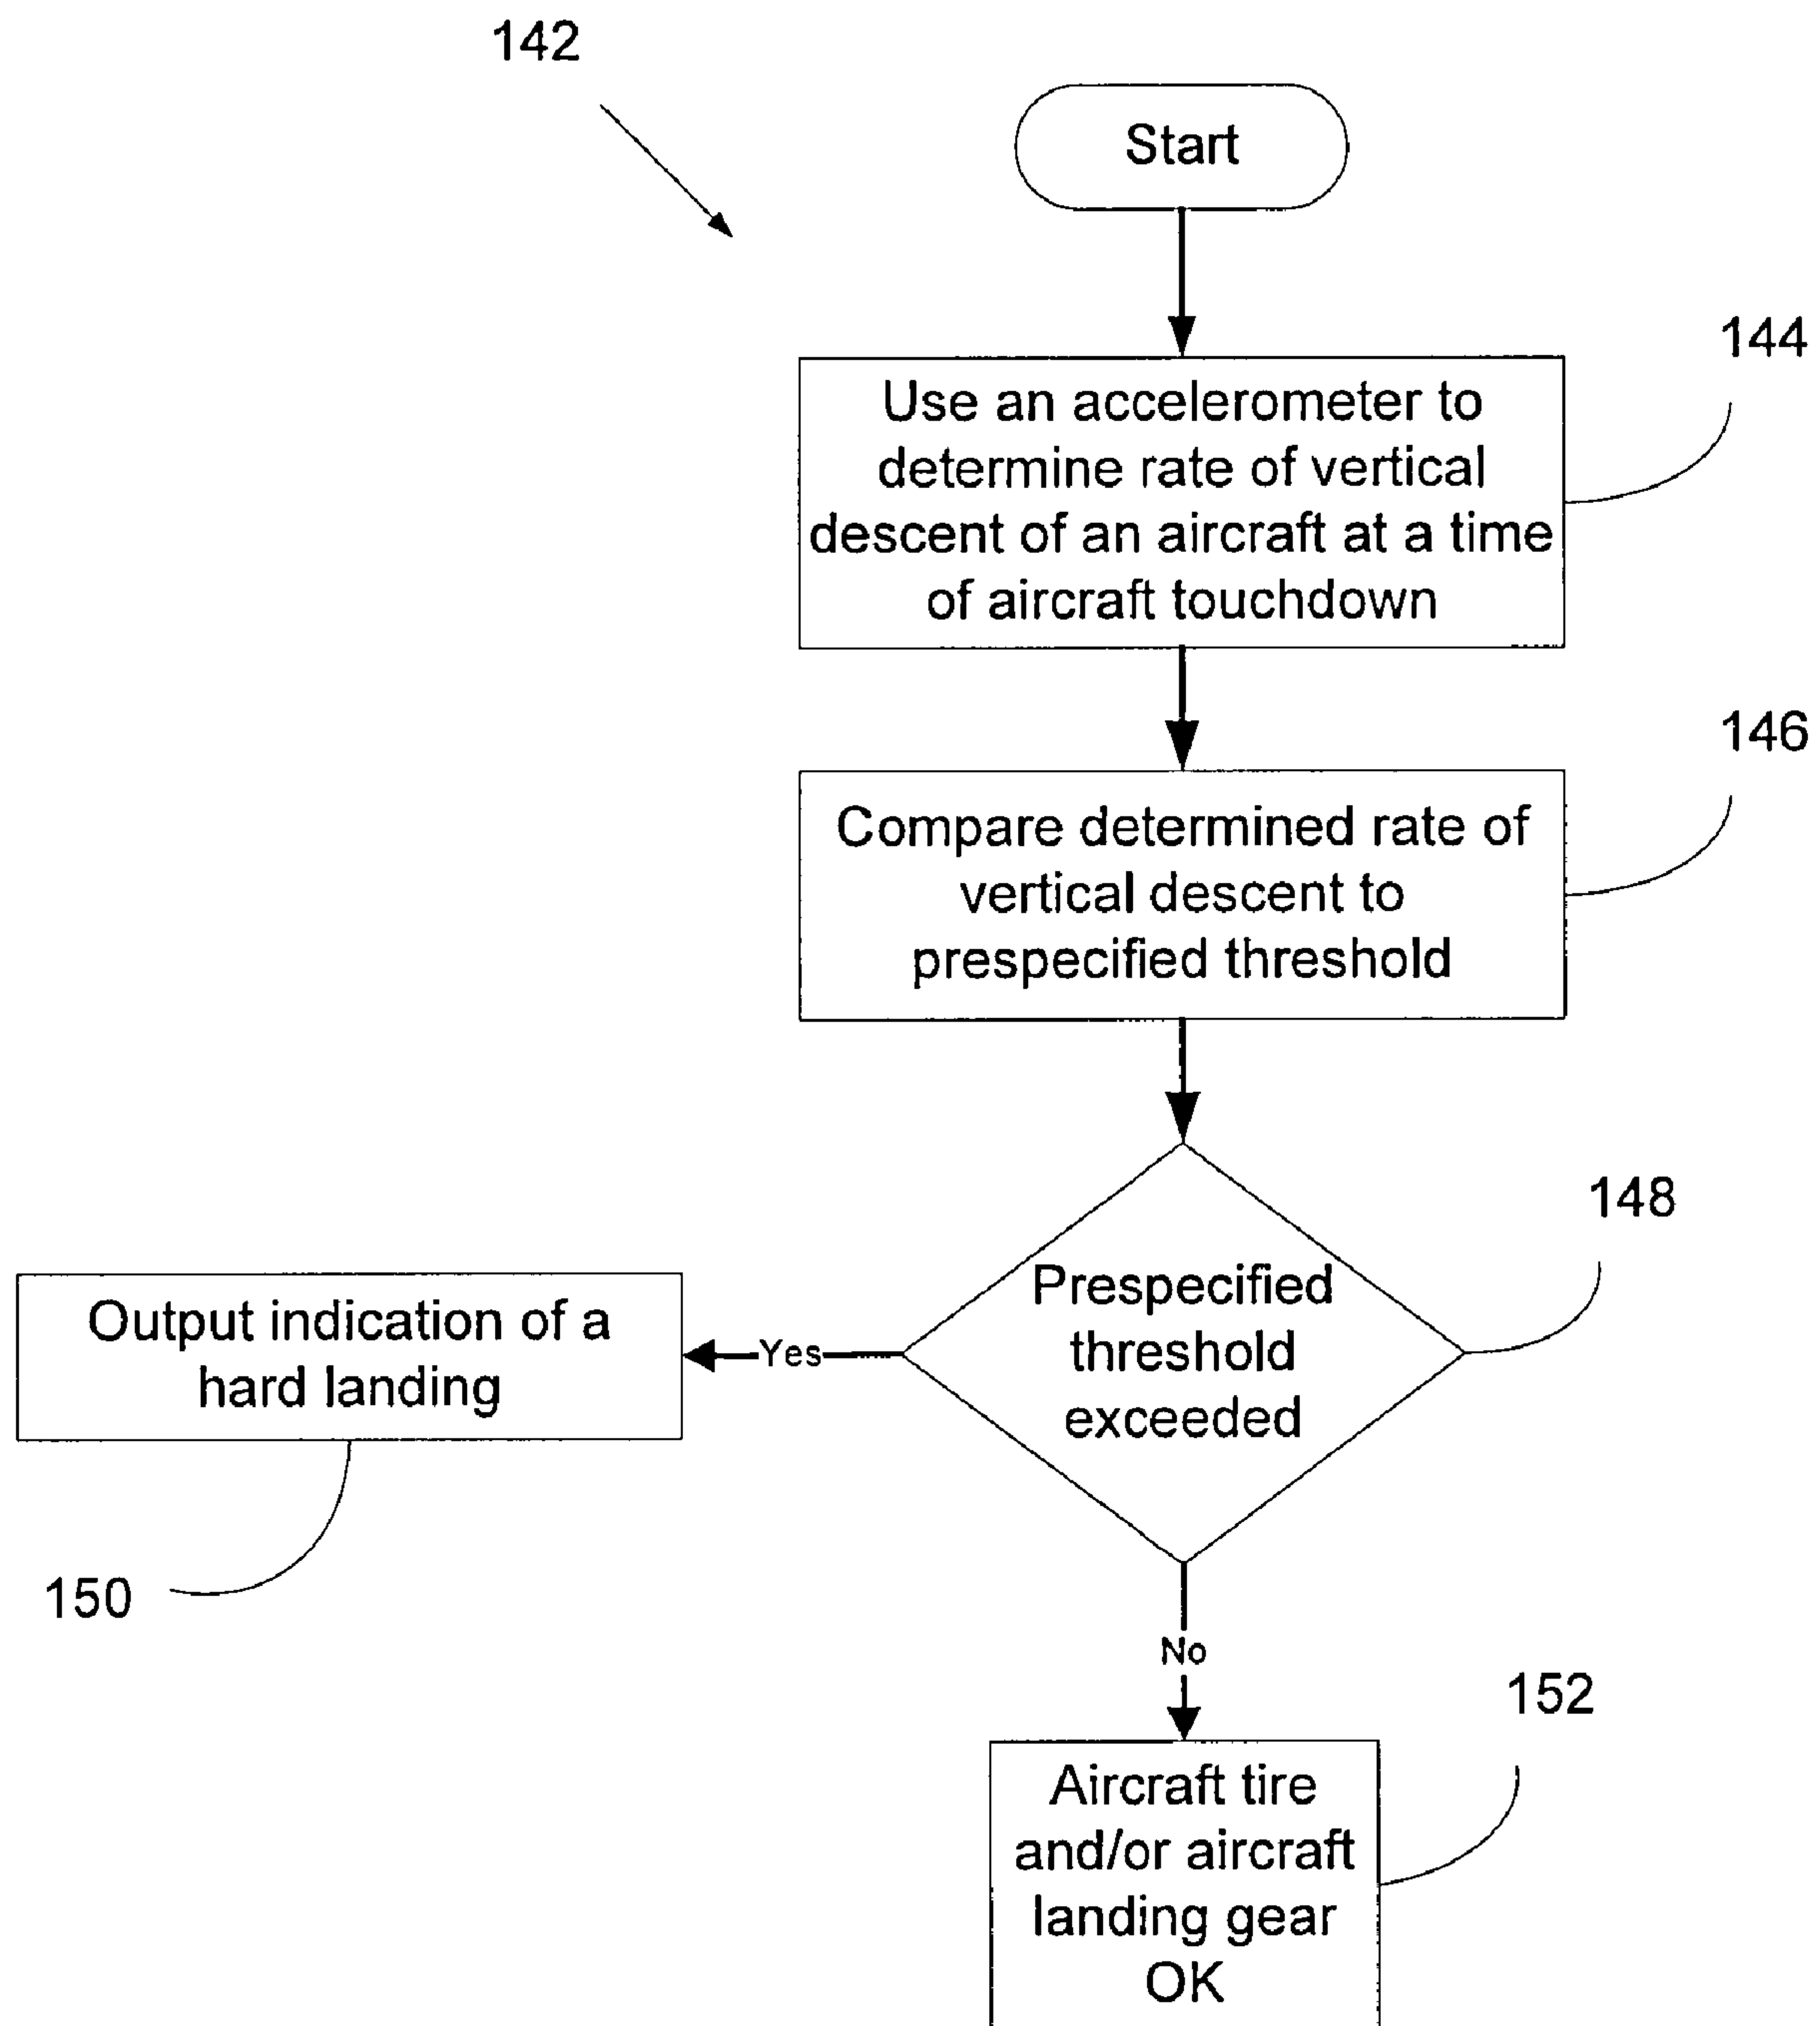 142
Start
144
Use an accelerometer to
determine rate of vertical
descent of an aircraft at a time
of aircraft touchdown
146
Compare determined rate of
vertical descent to
prespecified threshold
148
Prespecified
threshold
exceeded
Yes
Output indication of a
hard landing
150
No
152
Aircraft tire
and/or aircraft
landing gear
OK